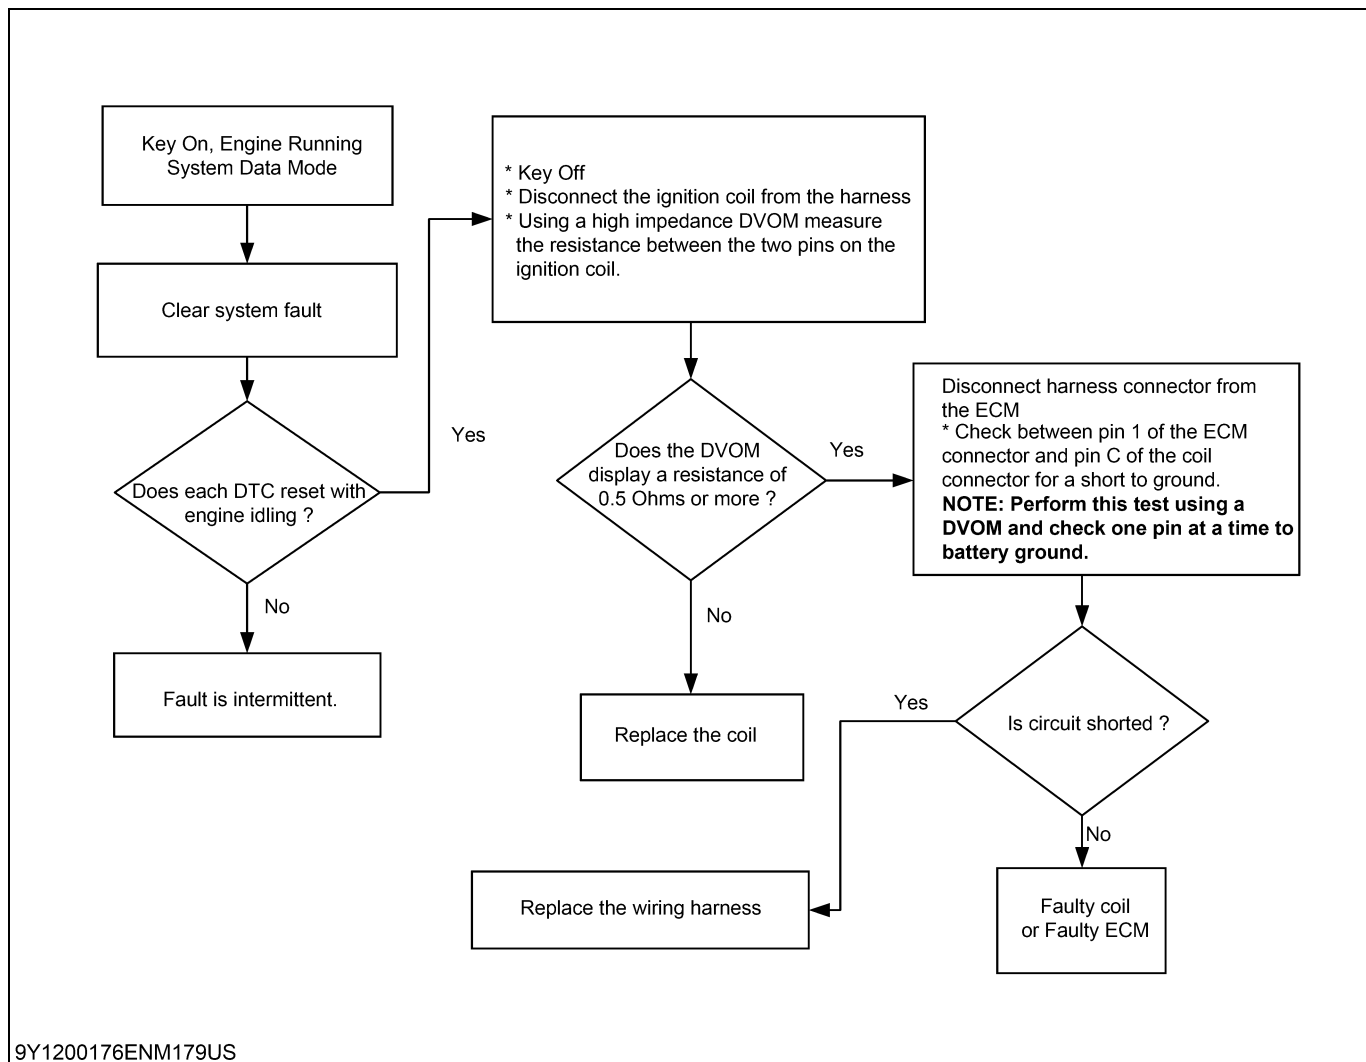 Key On, Engine Running
System Data Mode
Clear system fault
Does each DTC reset with
engine idling ?
Yes
No
Fault is intermittent.
* Key Off
* Disconnect the ignition coil from the harness
* Using a high impedance DVOM measure
the resistance between the two pins on the
ignition coil.
Does the DVOM
display a resistance of
0.5 Ohms or more ?
Yes
No
Replace the coil
Disconnect harness connector from
the ECM
* Check between pin 1 of the ECM
connector and pin C of the coil
connector for a short to ground.
NOTE: Perform this test using a
DVOM and check one pin at a time to
battery ground.
Is circuit shorted ?
Yes
No
Replace the wiring harness
Faulty coil
or Faulty ECM
9Y1200176ENM179US